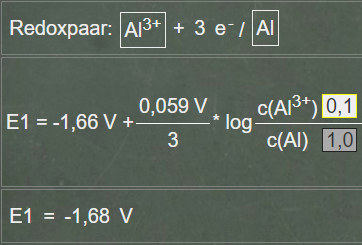 Redoxpaar: Al³⁺ + 3 e⁻ / Al
E1 = -1,66 V + 0,059 V / 3 * log c(Al³⁺) 0,1 / c(Al) 1,0
E1 = -1,68 V